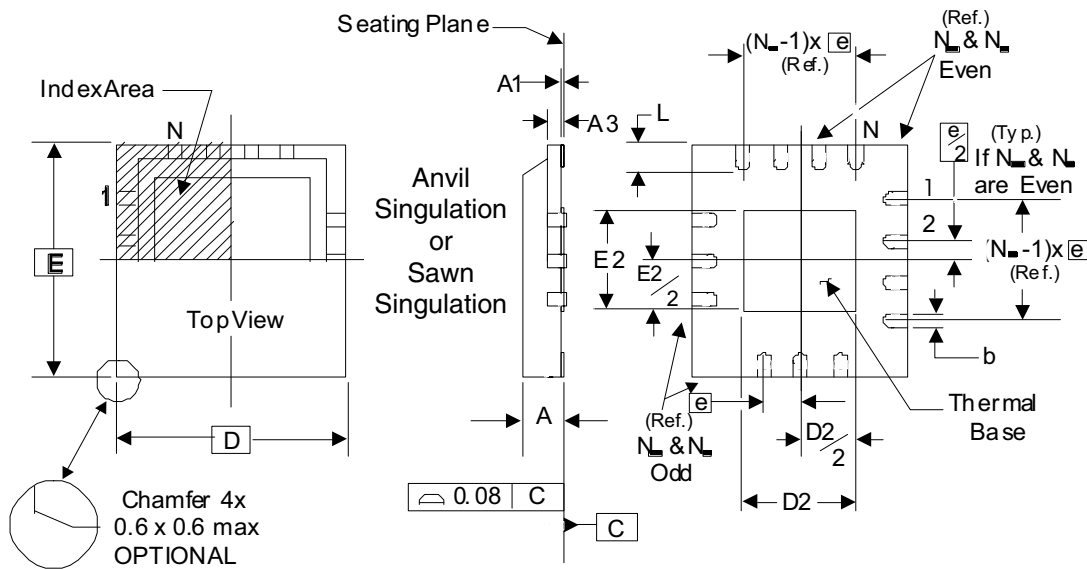 Seating Plane
IndexArea
N
1
E
TopView
D
Chamfer 4x
0.6 x 0.6 max
OPTIONAL
A1
A3
L
Anvil
Singulation
or
Sawn
Singulation
A
0.08 C
C
(N -1)x e
(Ref.)
(Ref.)
N & N
Even
N
e/2
(Typ.)
If N & N
are Even
1
2
(N -1)x e
(Ref.)
E2
E2/2
b
e
(Ref.)
N & N
Odd
D2/2
D2
Thermal
Base